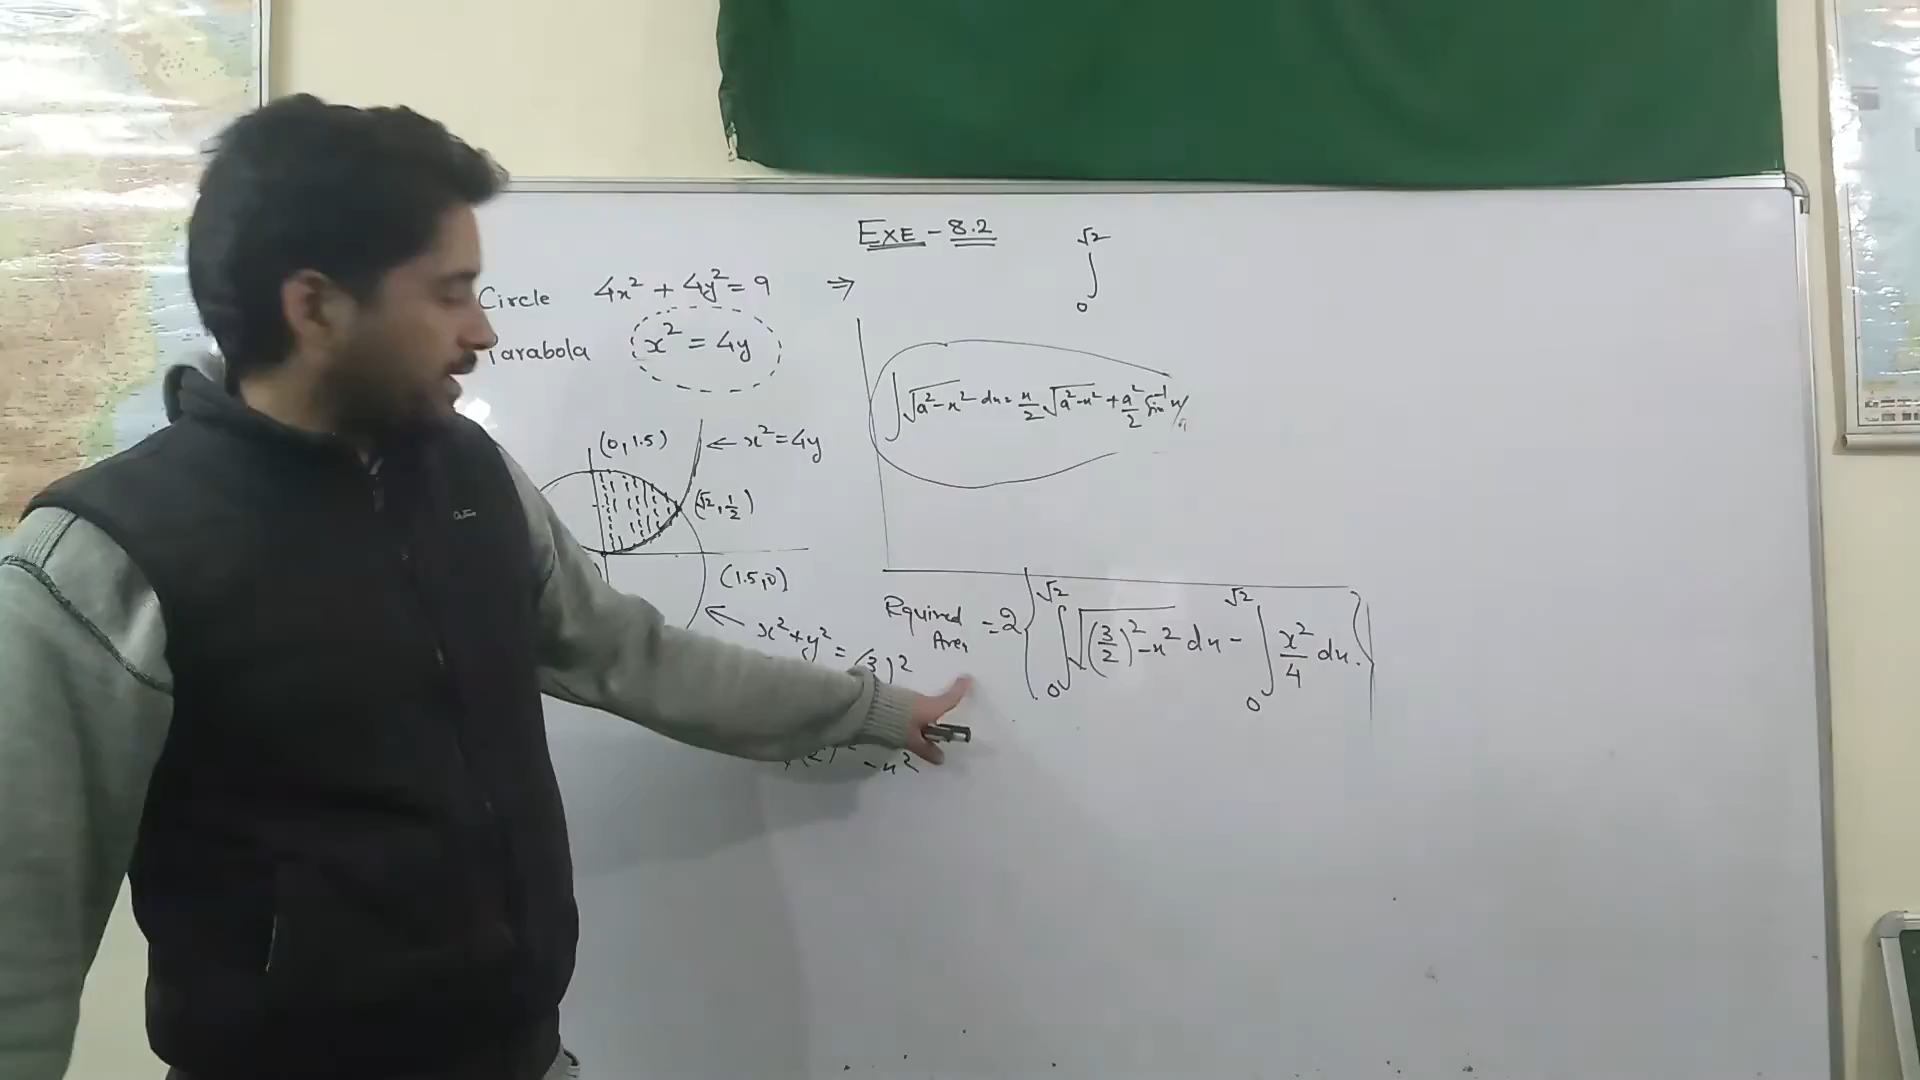 EXE - 8.2
√2
∫
0
Circle 4x² + 4y² = 9 ⇒
arabola x² = 4y
∫√a²-x² dx = x/2 √a²-x² + a²/2 Sin⁻¹ x/a
(0,1.5) ← x² = 4y
(√2, 1/2)
(1.5,0)
x² + y² = (3/2)²
- x²
Required Area = 2 { ∫₀^√2 √(3/2)² - x² dx - ∫₀^√2 x²/4 dx. }